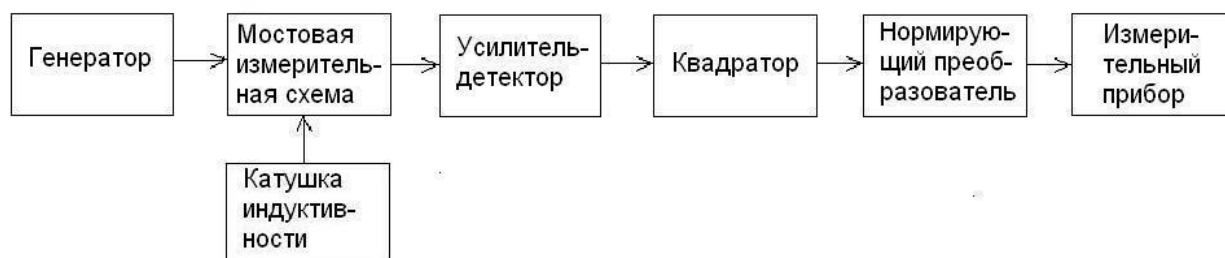 Генератор
Мостовая
измеритель-
ная схема
Усилитель-
детектор
Квадратор
Нормирую-
щий преоб-
разователь
Измери-
тельный
прибор
Катушка
индуктив-
ности